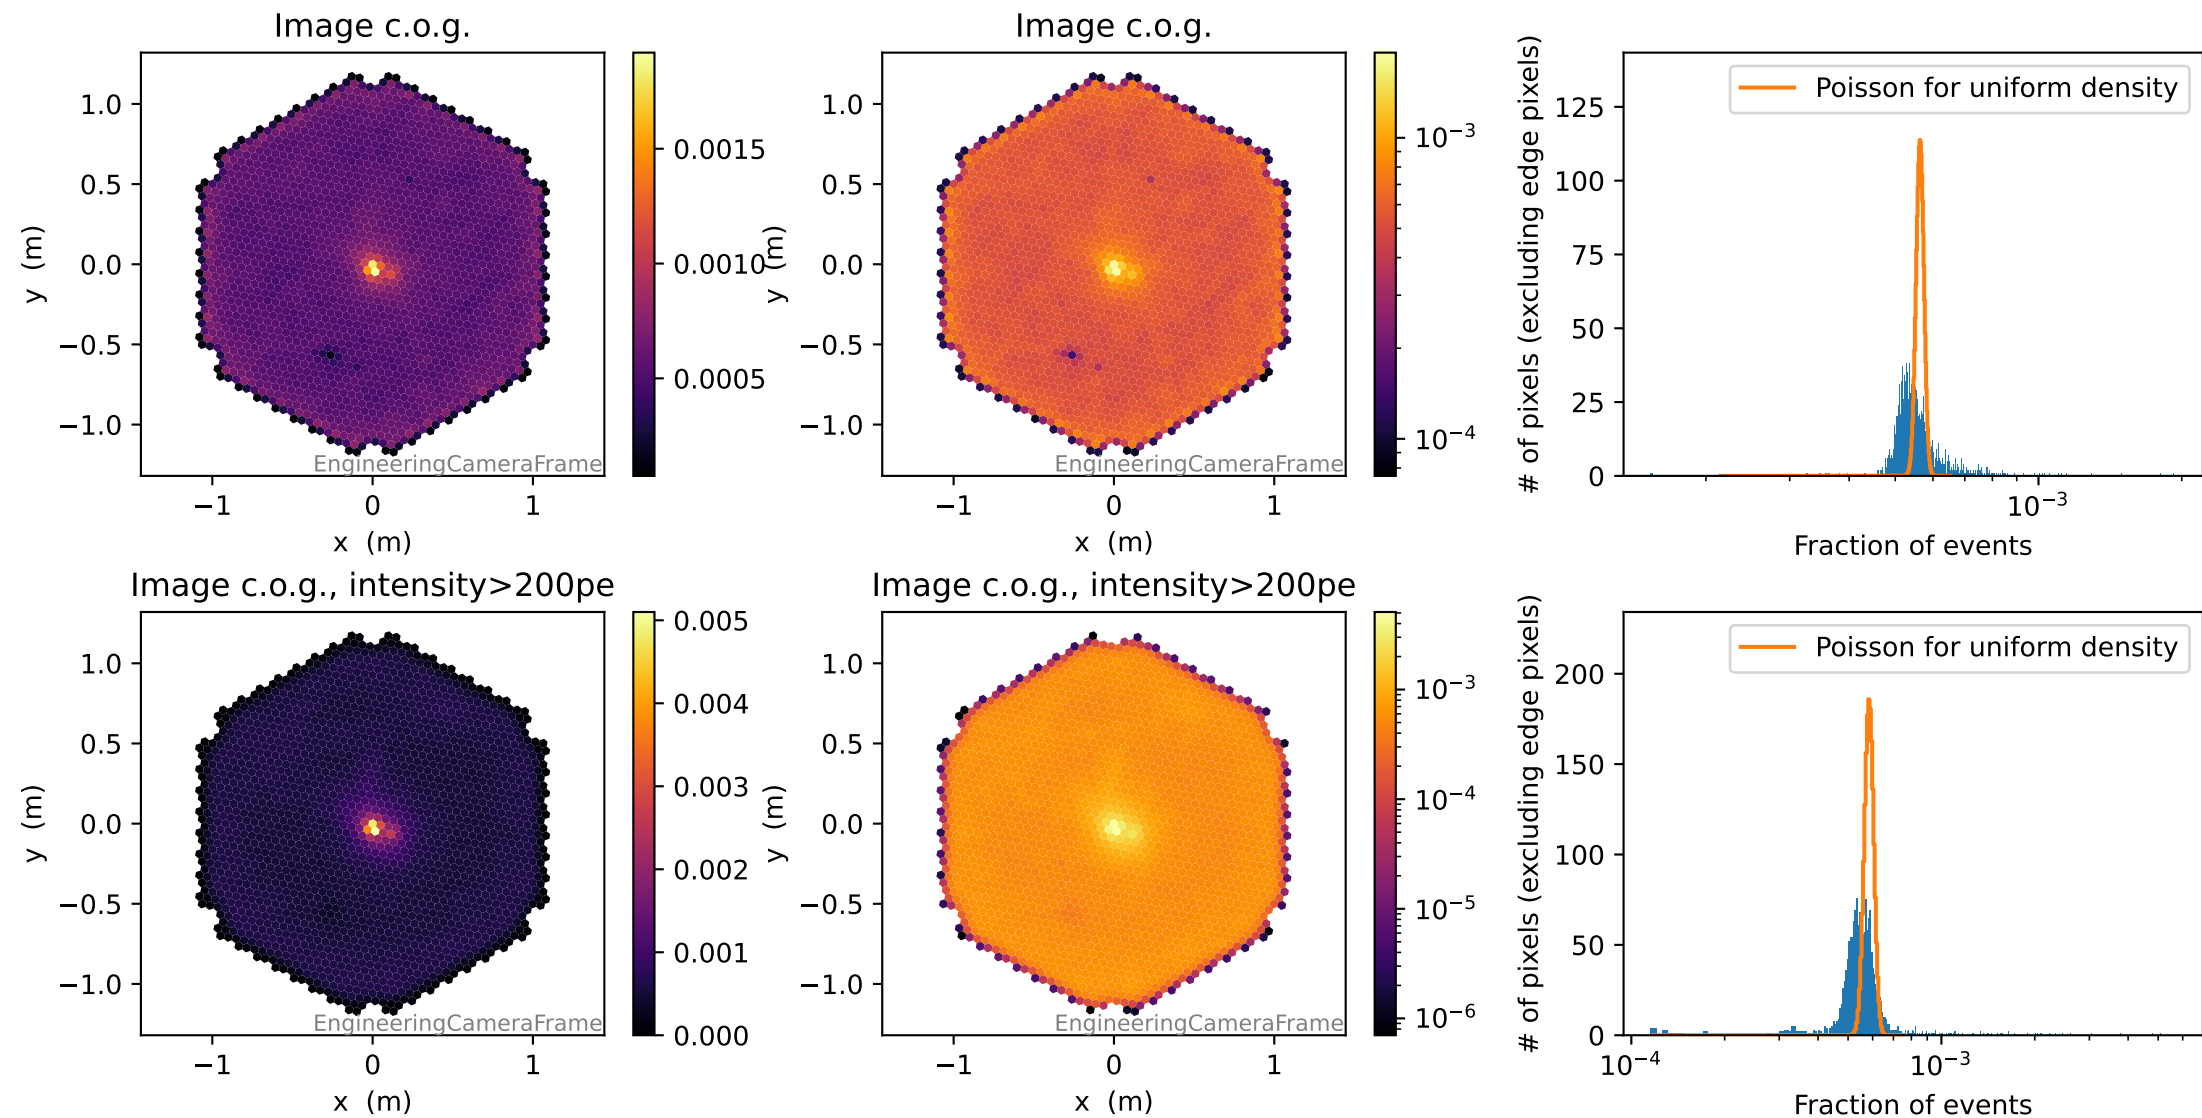 Image c.o.g.
y (m)
1.0
0.5
0.0
−0.5
−1.0
EngineeringCameraFrame
−1 0 1
x (m)
0.0015
0.0010
0.0005
Image c.o.g.
y (m)
1.0
0.5
0.0
−0.5
−1.0
EngineeringCameraFrame
−1 0 1
x (m)
10−3
10−4
# of pixels (excluding edge pixels)
125
100
75
50
25
0
Poisson for uniform density
10−3
Fraction of events
Image c.o.g., intensity>200pe
y (m)
1.0
0.5
0.0
−0.5
−1.0
EngineeringCameraFrame
−1 0 1
x (m)
0.005
0.004
0.003
0.002
0.001
0.000
Image c.o.g., intensity>200pe
y (m)
1.0
0.5
0.0
−0.5
−1.0
EngineeringCameraFrame
−1 0 1
x (m)
10−3
10−4
10−5
10−6
# of pixels (excluding edge pixels)
200
150
100
50
0
Poisson for uniform density
10−4 10−3
Fraction of events